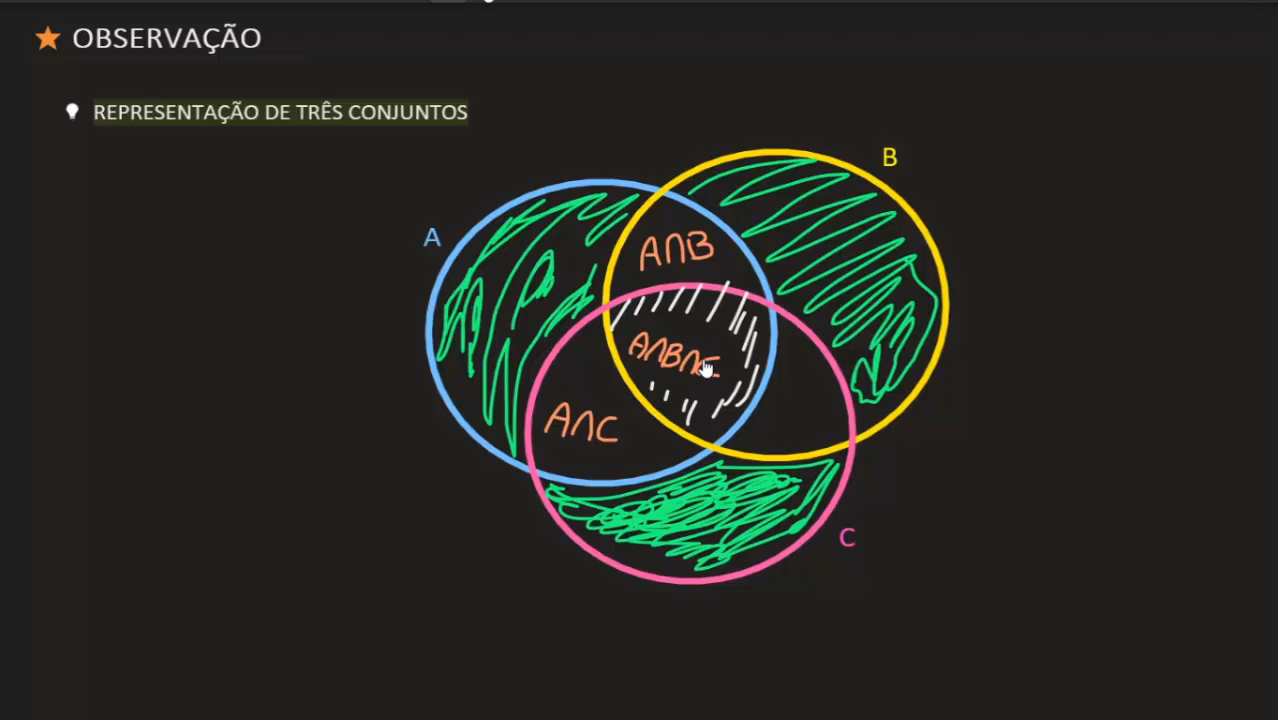 OBSERVAÇÃO
REPRESENTAÇÃO DE TRÊS CONJUNTOS
B
A
A∩B
A∩B∩C
A∩C
C